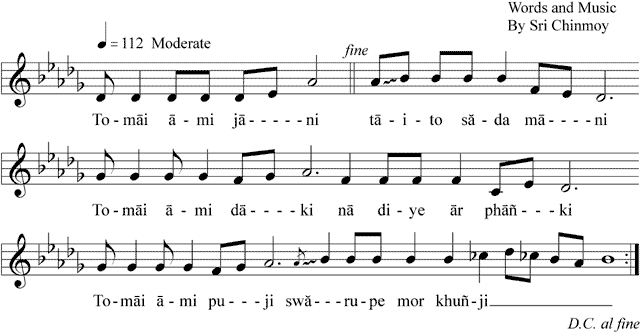 Words and Music
By Sri Chinmoy
= 112 Moderate
fine
To-māi ā-mi jā-----ni tā-i-to să-da mā----ni
To-māi ā-mi dā----ki nā di-ye ār phāñ-ki
To-māi ā-mi pu----ji swă---ru-pe mor khuñ-ji
D.C. al fine